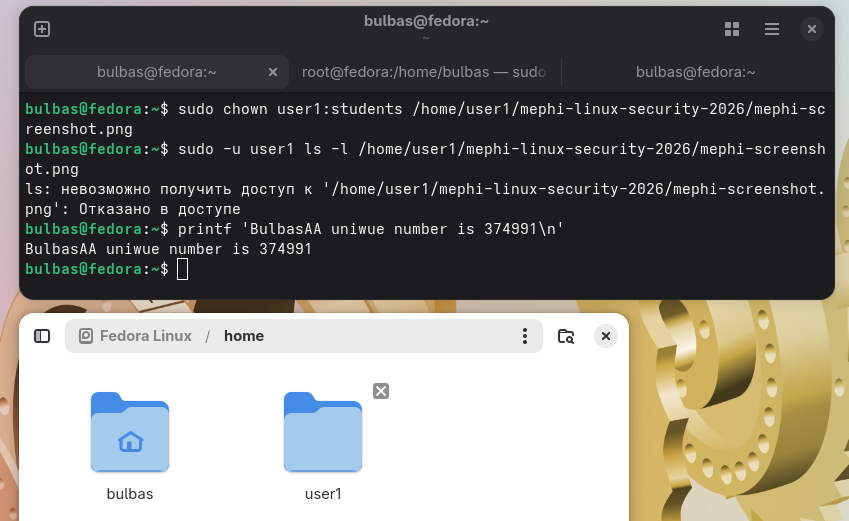 bulbas@fedora:~
~
bulbas@fedora:~
root@fedora:/home/bulbas — sudo
bulbas@fedora:~
bulbas@fedora:~$ sudo chown user1:students /home/user1/mephi-linux-security-2026/mephi-sc
reenshot.png
bulbas@fedora:~$ sudo -u user1 ls -l /home/user1/mephi-linux-security-2026/mephi-screensh
ot.png
ls: невозможно получить доступ к '/home/user1/mephi-linux-security-2026/mephi-screenshot.
png': Отказано в доступе
bulbas@fedora:~$ printf 'BulbasAA uniwue number is 374991\n'
BulbasAA uniwue number is 374991
bulbas@fedora:~$
Fedora Linux / home
bulbas
user1